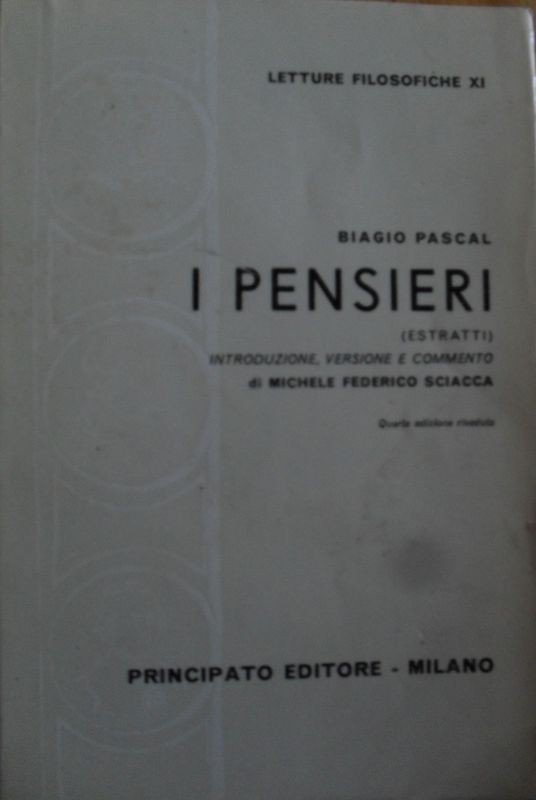 LETTURE FILOSOFICHE XI
BIAGIO PASCAL
I PENSIERI
(ESTRATTI)
INTRODUZIONE, VERSIONE E COMMENTO
di MICHELE FEDERICO SCIACCA
Quarta edizione riveduta
PRINCIPATO EDITORE - MILANO